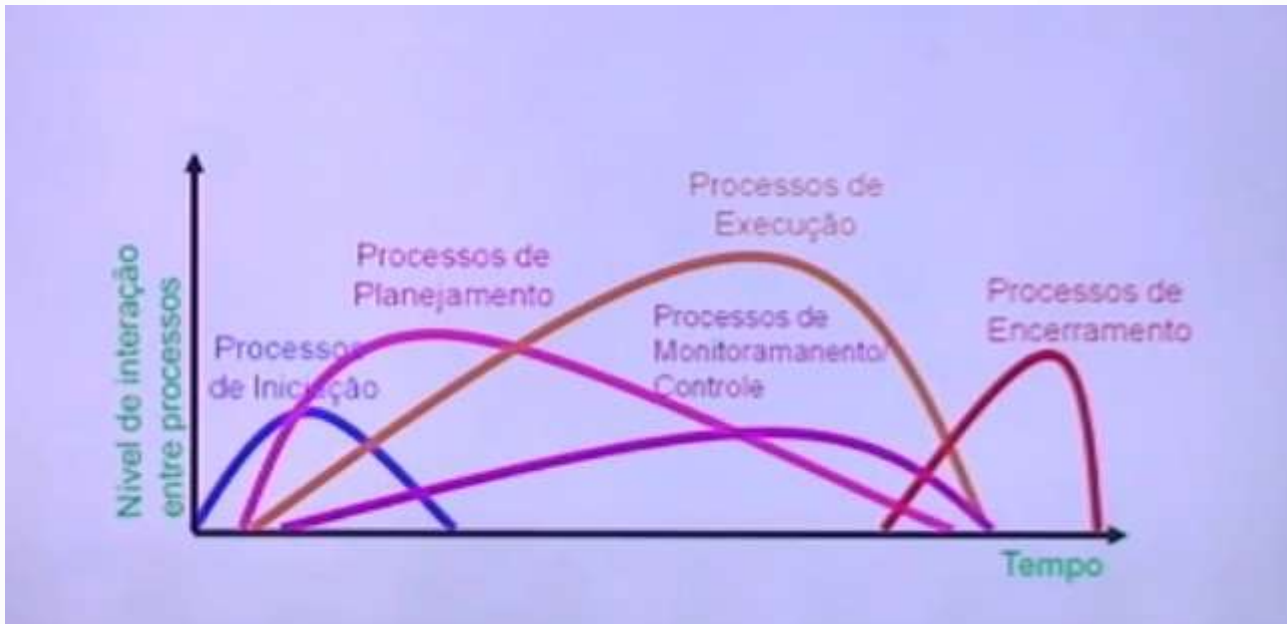 Processos de
Execução
Processos de
Planejamento
Processos de
Encerramento
Processos de
Monitoramanento/
Controle
Processos
de Iniciação
Nível de interação
entre processos
Tempo